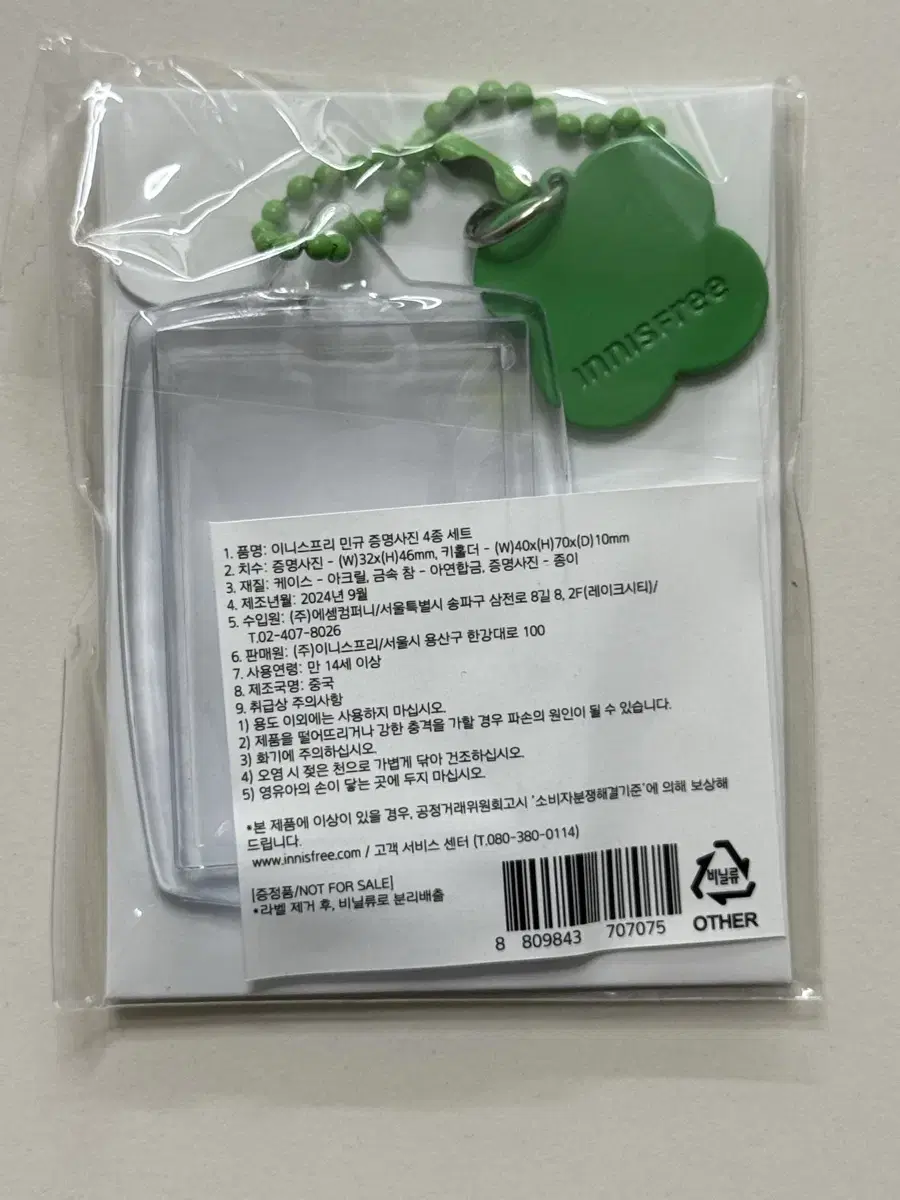 INNISFree
1. 품명: 이니스프리 민규 증명사진 4종 세트
2. 치수: 증명사진 - (W)32x(H)46mm, 키홀더 - (W)40x(H)70x(D)10mm
3. 재질: 케이스 - 아크릴, 금속 참 - 아연합금, 증명사진 - 종이
4. 제조년월: 2024년 9월
5. 수입원: (주)에셈컴퍼니/서울특별시 송파구 삼전로 8길 8, 2F(레이크시티)/
T.02-407-8026
6. 판매원: (주)이니스프리/서울시 용산구 한강대로 100
7. 사용연령: 만 14세 이상
8. 제조국명: 중국
9. 취급상 주의사항
1) 용도 이외에는 사용하지 마십시오.
2) 제품을 떨어뜨리거나 강한 충격을 가할 경우 파손의 원인이 될 수 있습니다.
3) 화기에 주의하십시오.
4) 오염 시 젖은 천으로 가볍게 닦아 건조하십시오.
5) 영유아의 손이 닿는 곳에 두지 마십시오.
*본 제품에 이상이 있을 경우, 공정거래위원회고시 '소비자분쟁해결기준'에 의해 보상해
드립니다.
www.innisfree.com / 고객 서비스 센터 (T.080-380-0114)
[증정품/NOT FOR SALE]
*라벨 제거 후, 비닐류로 분리배출
8 809843 707075
비닐류
OTHER